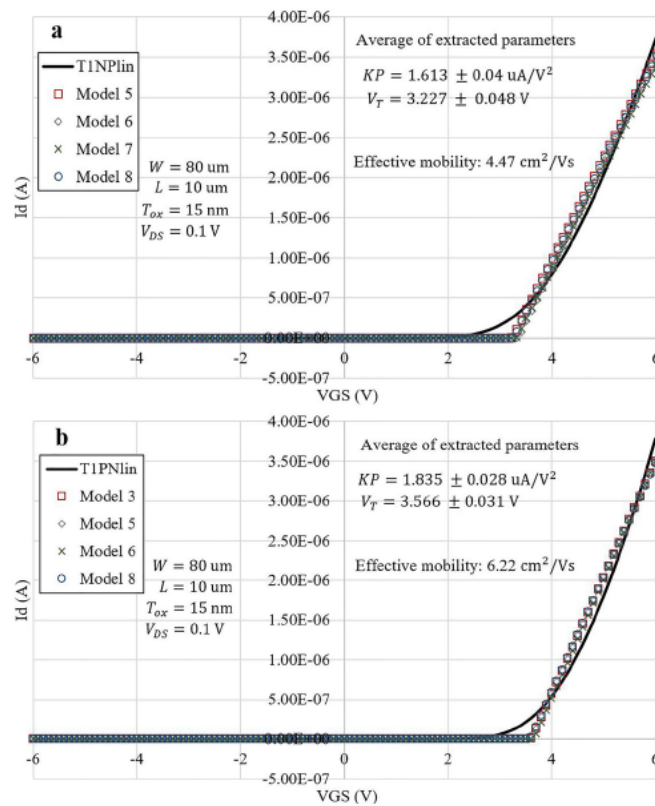 a
T1NPlin
Model 5
Model 6
Model 7
Model 8
Average of extracted parameters
KP = 1.613 ± 0.04 uA/V²
V_T = 3.227 ± 0.048 V
Effective mobility: 4.47 cm²/Vs
W = 80 um
L = 10 um
T_ox = 15 nm
V_DS = 0.1 V
Id (A)
4.00E-06
3.50E-06
3.00E-06
2.50E-06
2.00E-06
1.50E-06
1.00E-06
5.00E-07
0.00E+00
-5.00E-07
-6 -4 -2 0 2 4 6
VGS (V)
b
T1PNlin
Model 3
Model 5
Model 6
Model 8
Average of extracted parameters
KP = 1.835 ± 0.028 uA/V²
V_T = 3.566 ± 0.031 V
Effective mobility: 6.22 cm²/Vs
W = 80 um
L = 10 um
T_ox = 15 nm
V_DS = 0.1 V
Id (A)
4.00E-06
3.50E-06
3.00E-06
2.50E-06
2.00E-06
1.50E-06
1.00E-06
5.00E-07
0.00E+00
-5.00E-07
-6 -4 -2 0 2 4 6
VGS (V)